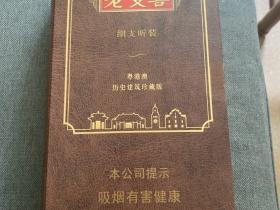 细支听装
粤港澳
历史建筑珍藏版
本公司提示
吸烟有害健康